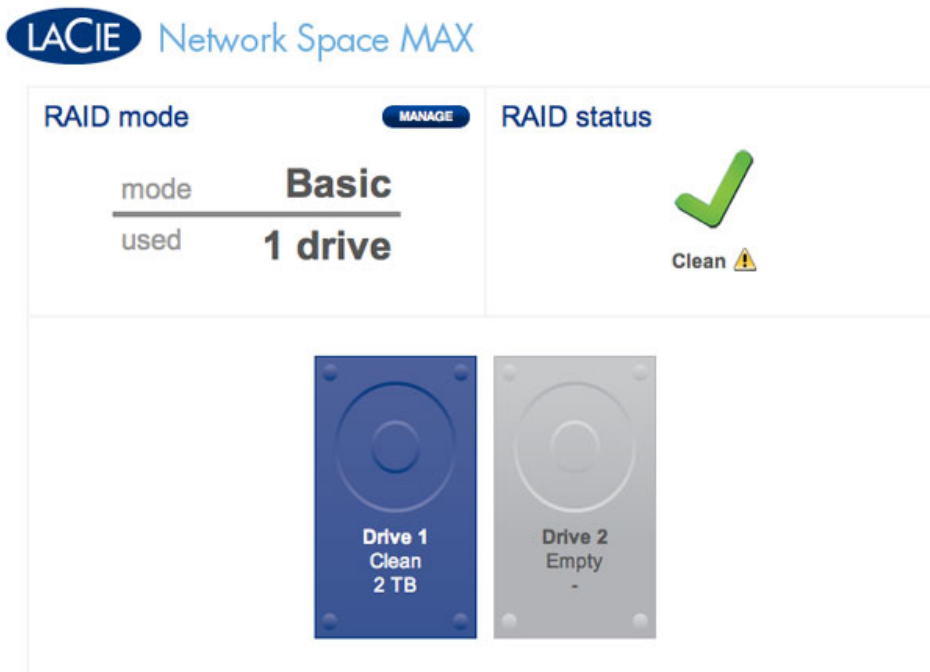 LACIE Network Space MAX
RAID mode
MANAGE
mode Basic
used 1 drive
RAID status
Clean
Drive 1
Clean
2 TB
Drive 2
Empty
-